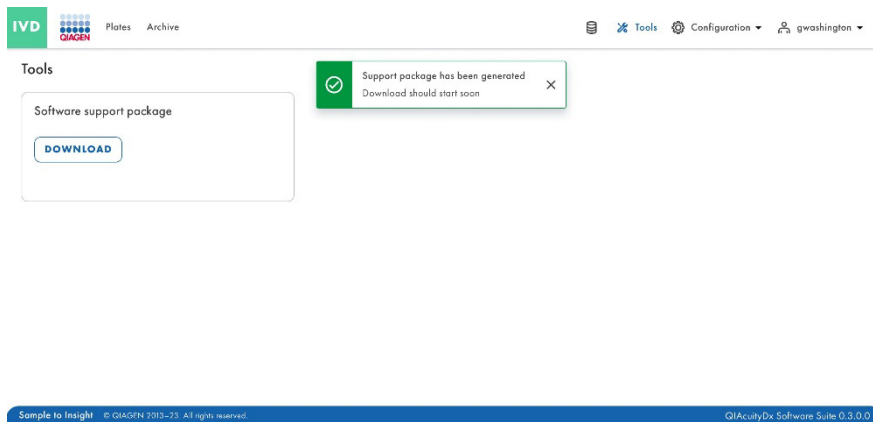 IVD
QIAGEN
Plates Archive
Tools Configuration gwashington
Tools
Support package has been generated
Download should start soon
Software support package
DOWNLOAD
Sample to Insight © QIAGEN 2013–23. All rights reserved.
QIAcuityDx Software Suite 0.3.0.0